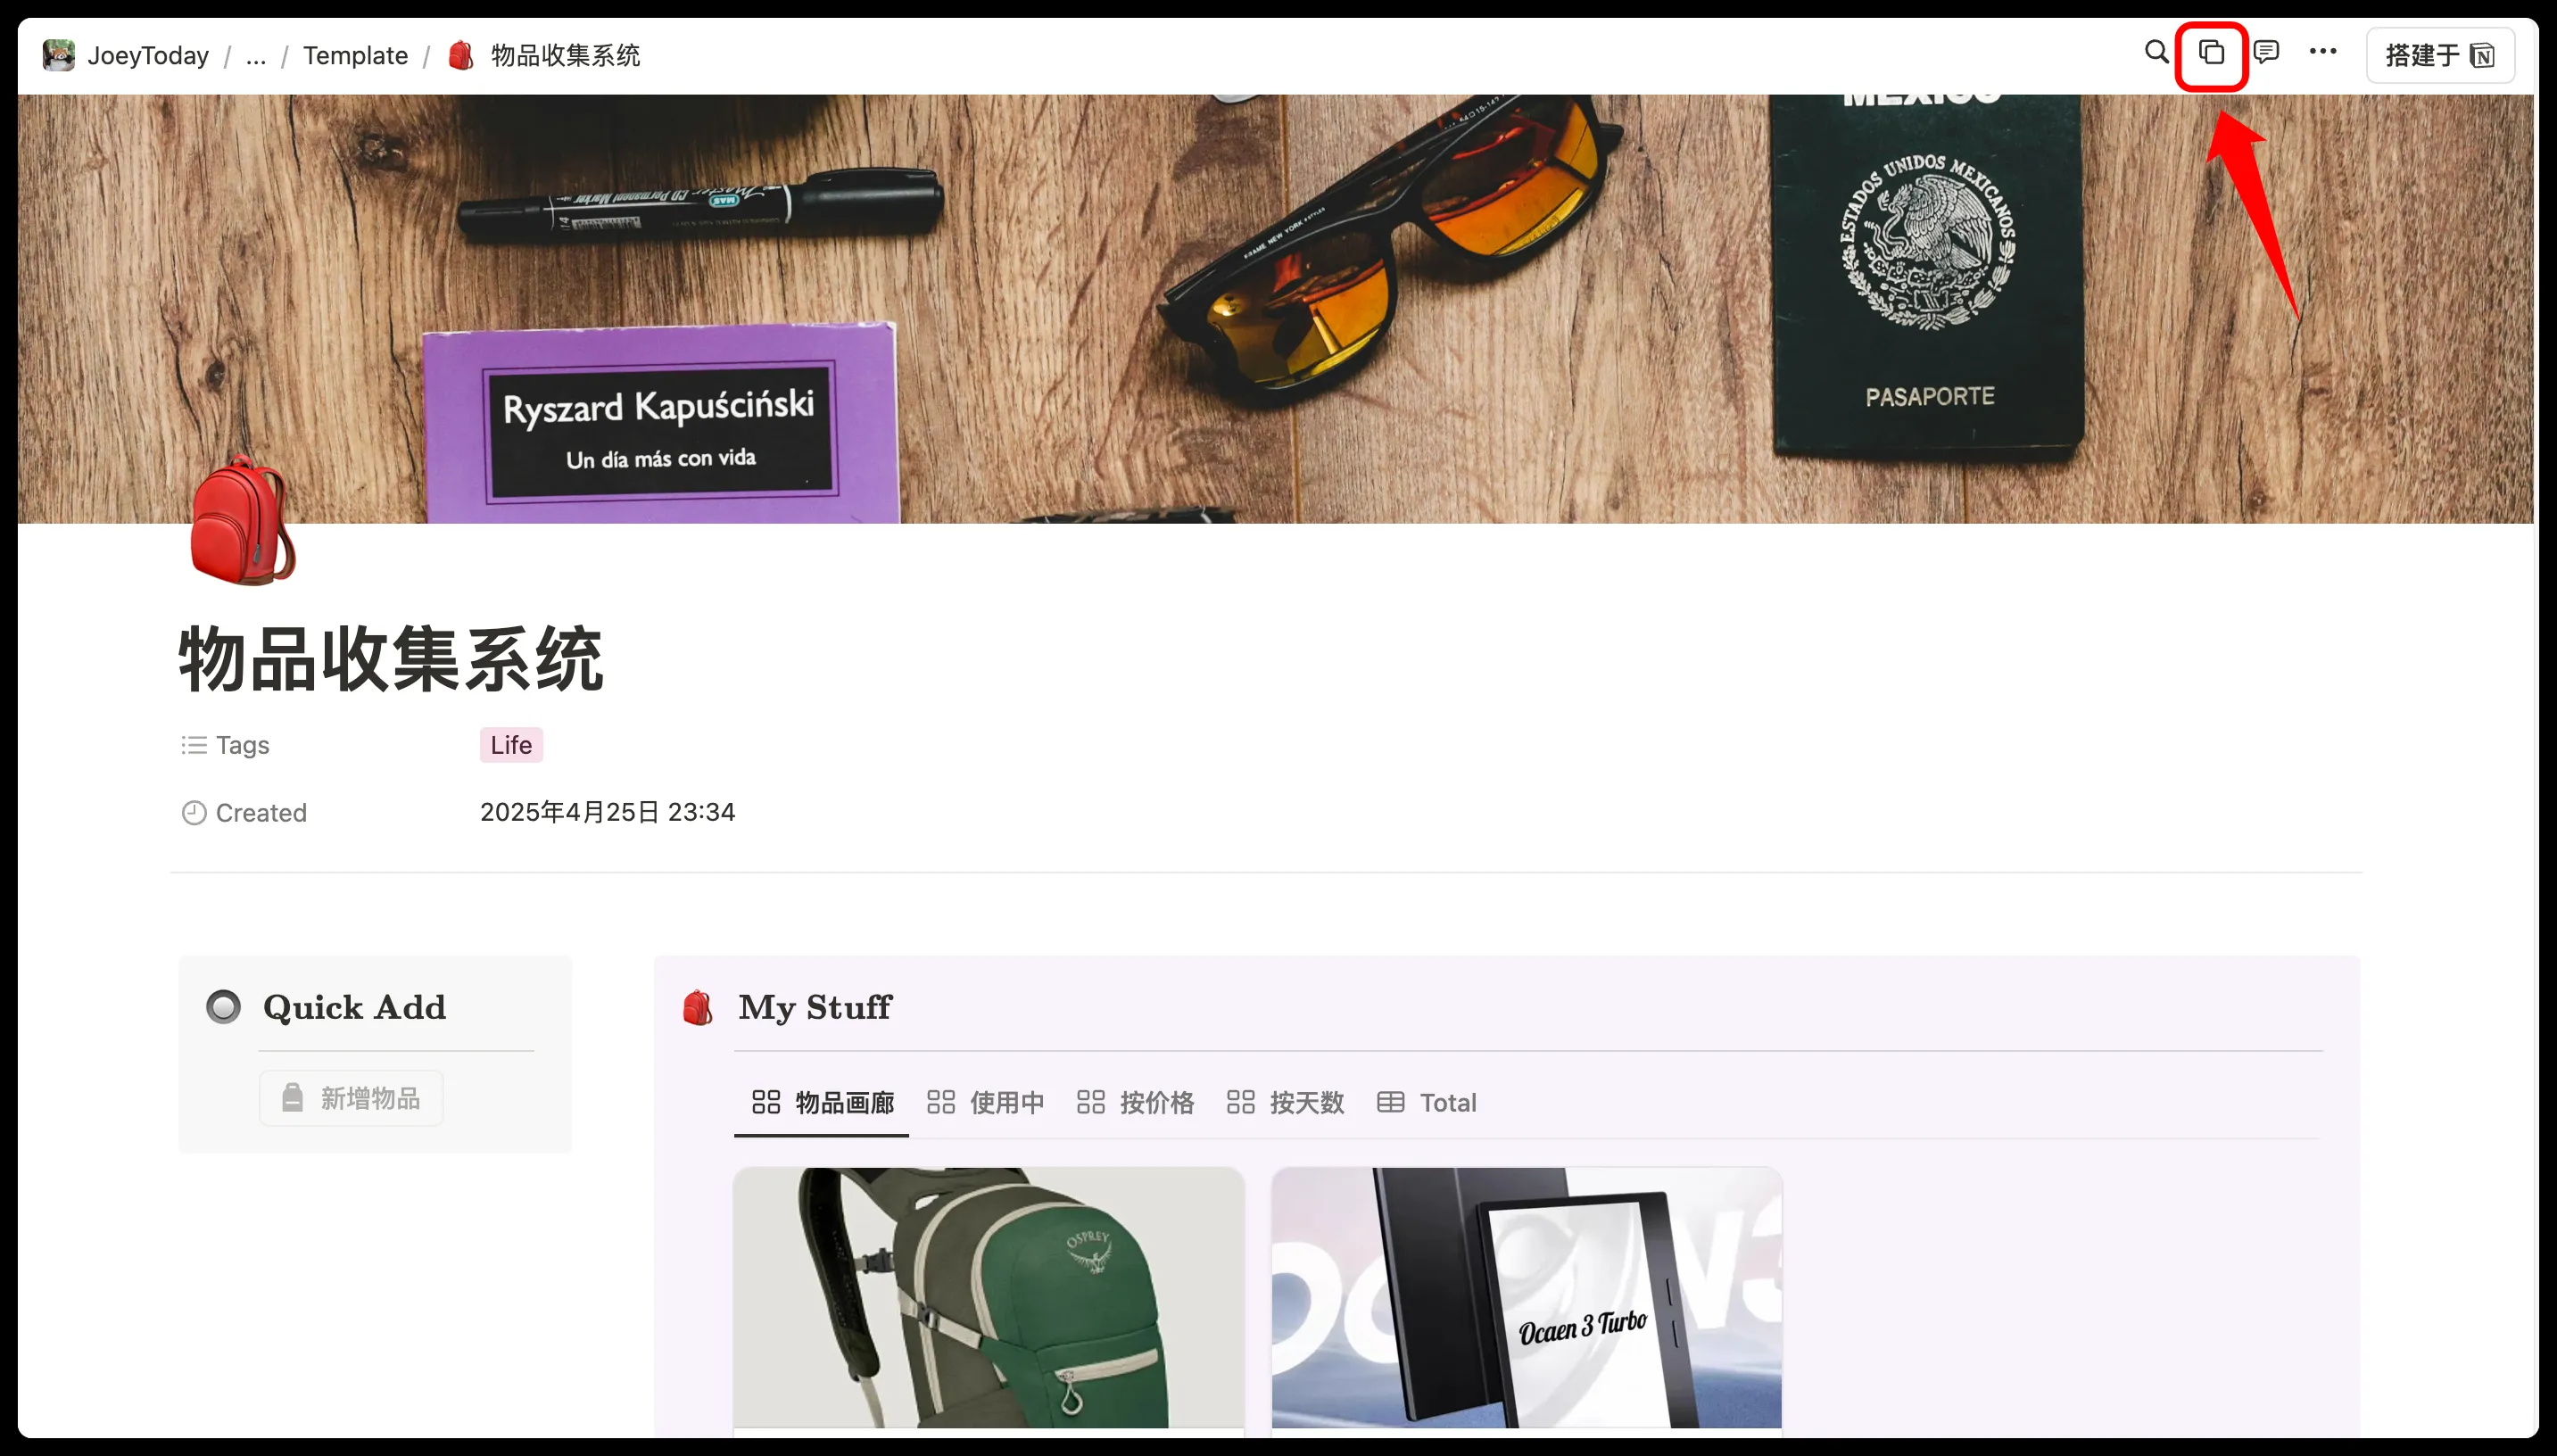 JoeyToday / ... / Template / 物品收集系统
搭建于
MEXICO
ESTADOS UNIDOS MEXICANOS
PASAPORTE
Ryszard Kapuściński
Un día más con vida
物品收集系统
Tags Life
Created 2025年4月25日 23:34
Quick Add
新增物品
My Stuff
物品画廊 使用中 按价格 按天数 Total
OSPREY
Ocaen 3 Turbo